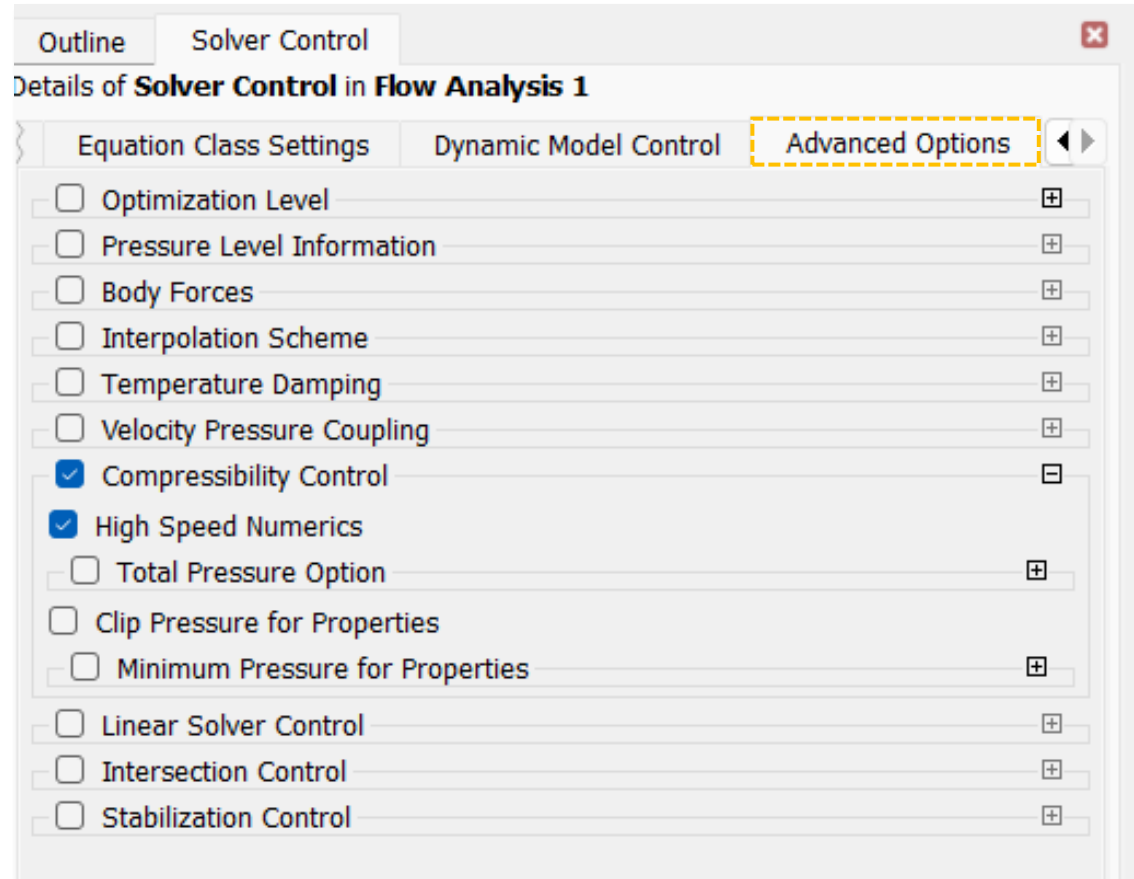 Outline Solver Control
Details of Solver Control in Flow Analysis 1
Equation Class Settings Dynamic Model Control Advanced Options
Optimization Level
Pressure Level Information
Body Forces
Interpolation Scheme
Temperature Damping
Velocity Pressure Coupling
Compressibility Control
High Speed Numerics
Total Pressure Option
Clip Pressure for Properties
Minimum Pressure for Properties
Linear Solver Control
Intersection Control
Stabilization Control